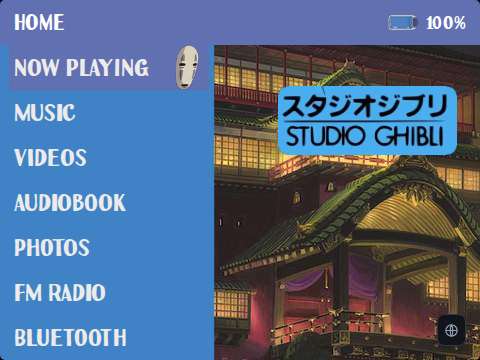 HOME
100%
NOW PLAYING
MUSIC
VIDEOS
AUDIOBOOK
PHOTOS
FM RADIO
BLUETOOTH
スタジオジブリ
STUDIO GHIBLI